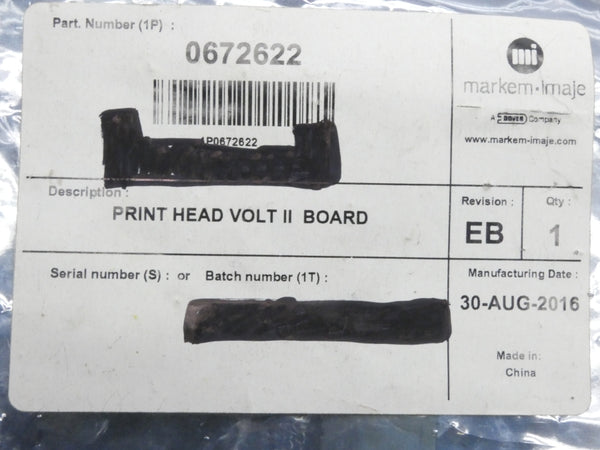 Part. Number (1P) :
0672622
1P0672622
mi
markem·imaje
A DOVER Company
www.markem-imaje.com
Description :
PRINT HEAD VOLT II BOARD
Revision :
EB
Qty :
1
Serial number (S) : or Batch number (1T) :
Manufacturing Date :
30-AUG-2016
Made in:
China